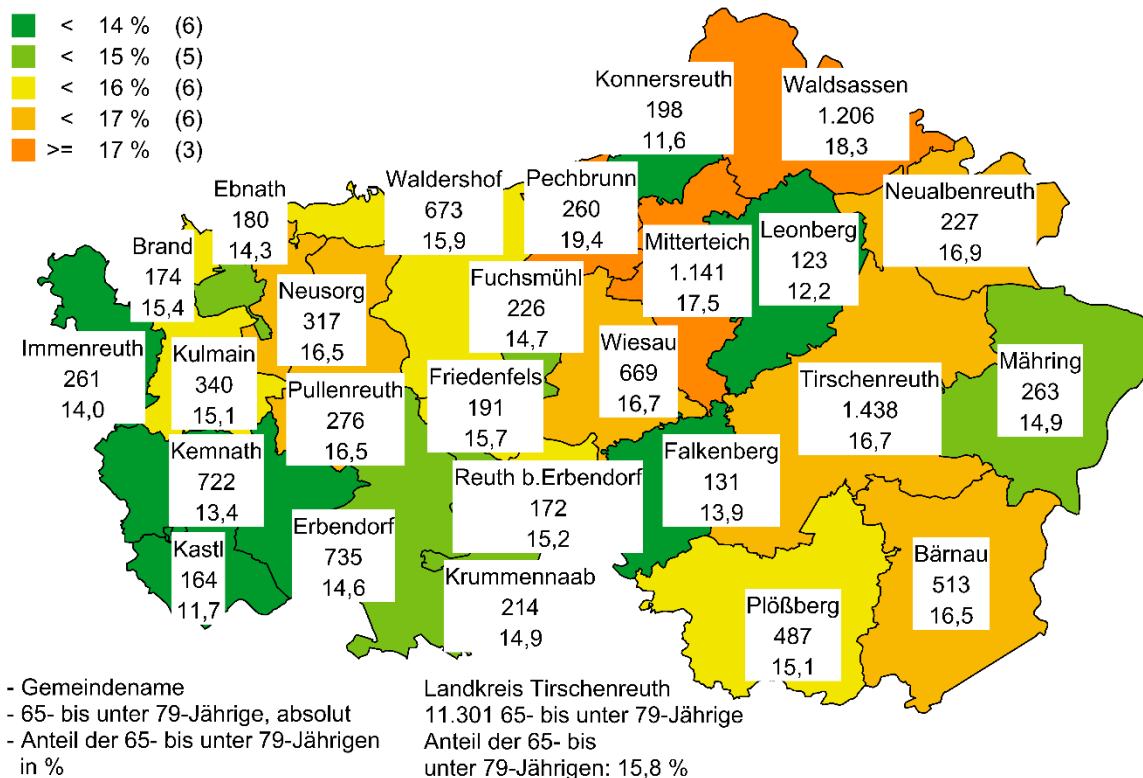 < 14 % (6)
< 15 % (5)
< 16 % (6)
< 17 % (6)
>= 17 % (3)
Konnersreuth
198
11,6
Waldsassen
1.206
18,3
Ebnath
180
14,3
Waldershof
673
15,9
Pechbrunn
260
19,4
Neualbenreuth
227
16,9
Brand
174
15,4
Neusorg
317
16,5
Fuchsmühl
226
14,7
Mitterteich
1.141
17,5
Leonberg
123
12,2
Immenreuth
261
14,0
Kulmain
340
15,1
Pullenreuth
276
16,5
Friedenfels
191
15,7
Wiesau
669
16,7
Tirschenreuth
1.438
16,7
Mähring
263
14,9
Kemnath
722
13,4
Reuth b.Erbendorf
172
15,2
Falkenberg
131
13,9
Kastl
164
11,7
Erbendorf
735
14,6
Krummennaab
214
14,9
Plößberg
487
15,1
Bärnau
513
16,5
- Gemeindename
- 65- bis unter 79-Jährige, absolut
- Anteil der 65- bis unter 79-Jährigen
in %
Landkreis Tirschenreuth
11.301 65- bis unter 79-Jährige
Anteil der 65- bis
unter 79-Jährigen: 15,8 %